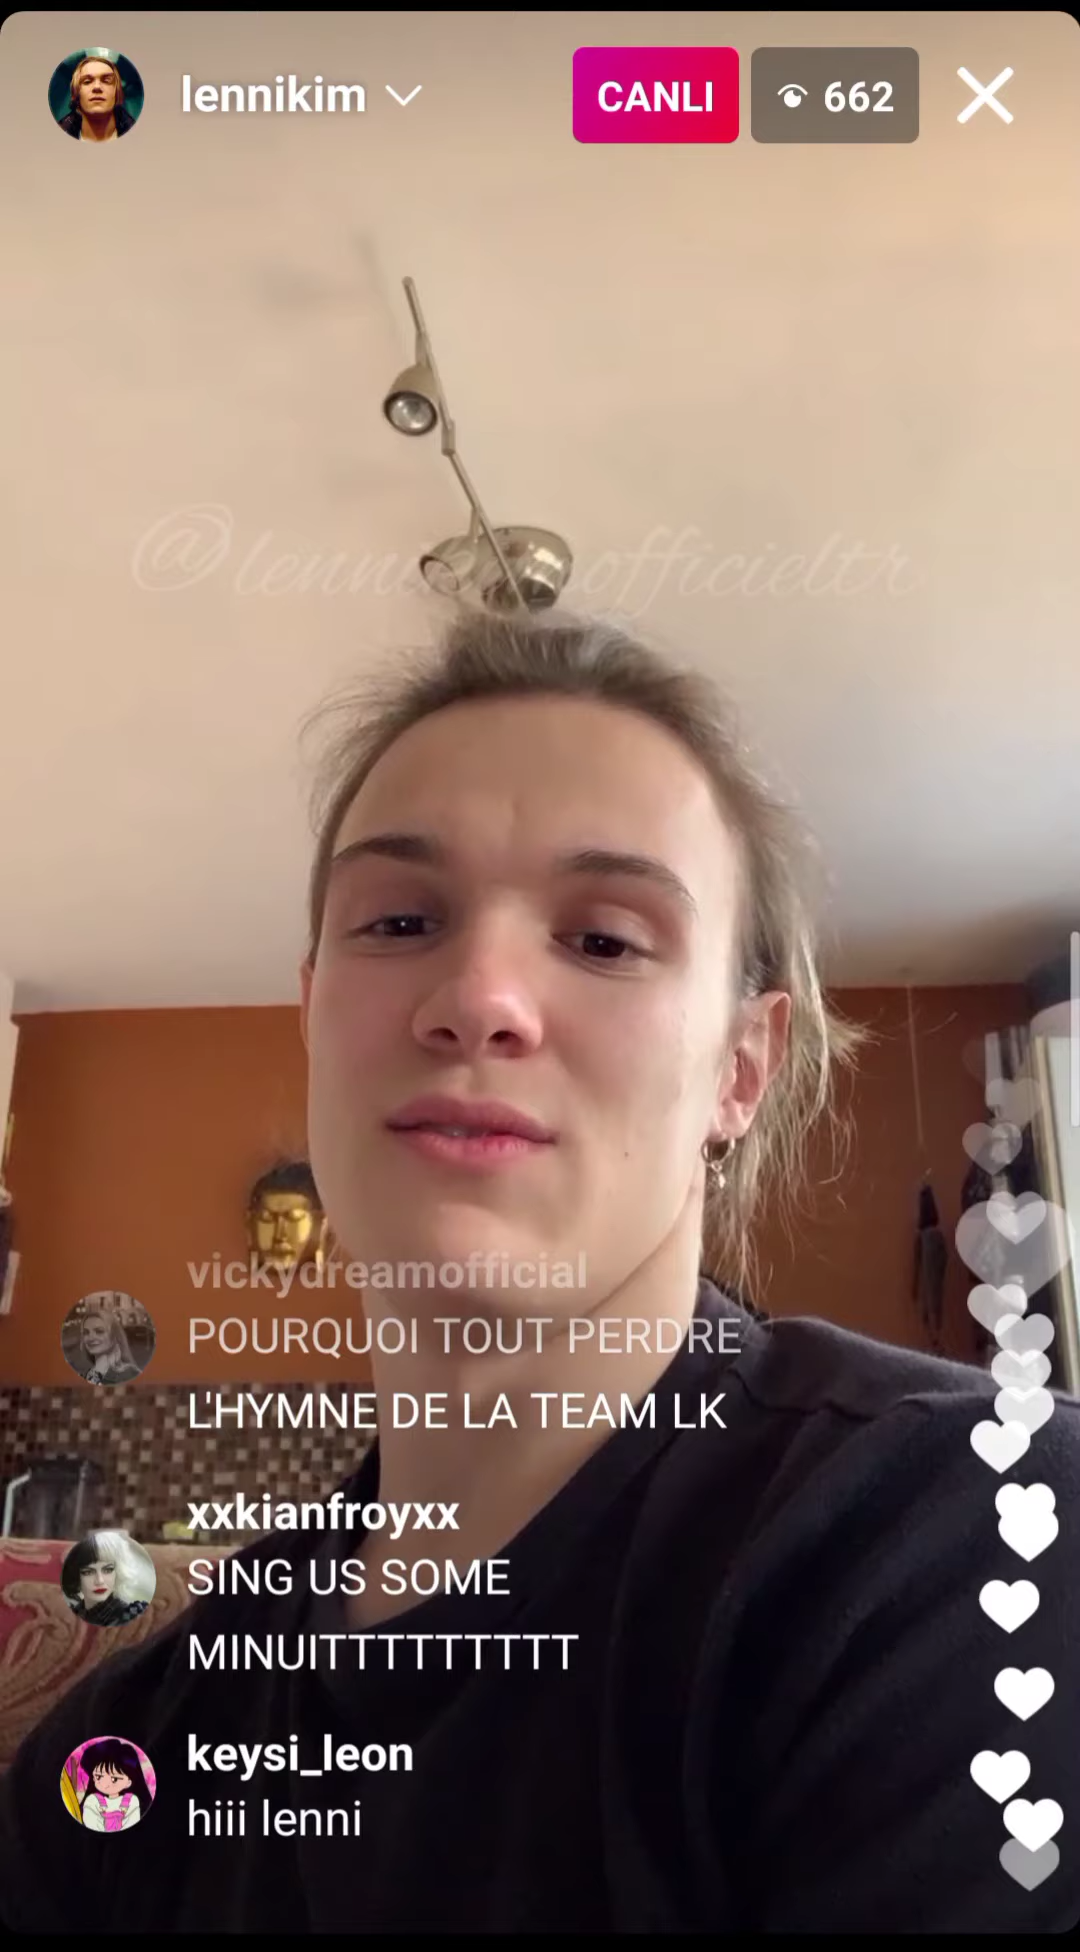 lennikim
CANLI
662
@lennikimofficieltr
vickydreamofficial
POURQUOI TOUT PERDRE
L'HYMNE DE LA TEAM LK
xxkianfroyxx
SING US SOME
MINUITTTTTTTTT
keysi_leon
hiii lenni